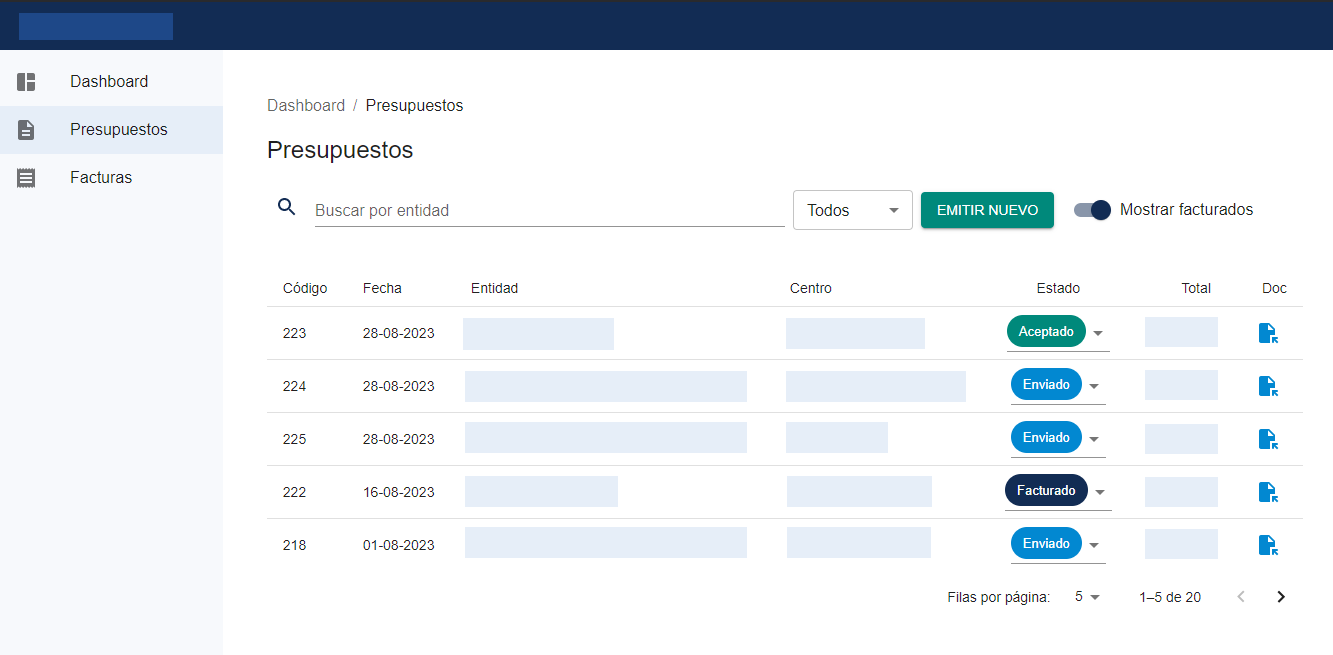 Dashboard
Presupuestos
Facturas
Dashboard / Presupuestos
Presupuestos
Buscar por entidad Todos EMITIR NUEVO Mostrar facturados
Código Fecha Entidad Centro Estado Total Doc
223 28-08-2023 Aceptado
224 28-08-2023 Enviado
225 28-08-2023 Enviado
222 16-08-2023 Facturado
218 01-08-2023 Enviado
Filas por página: 5 1–5 de 20